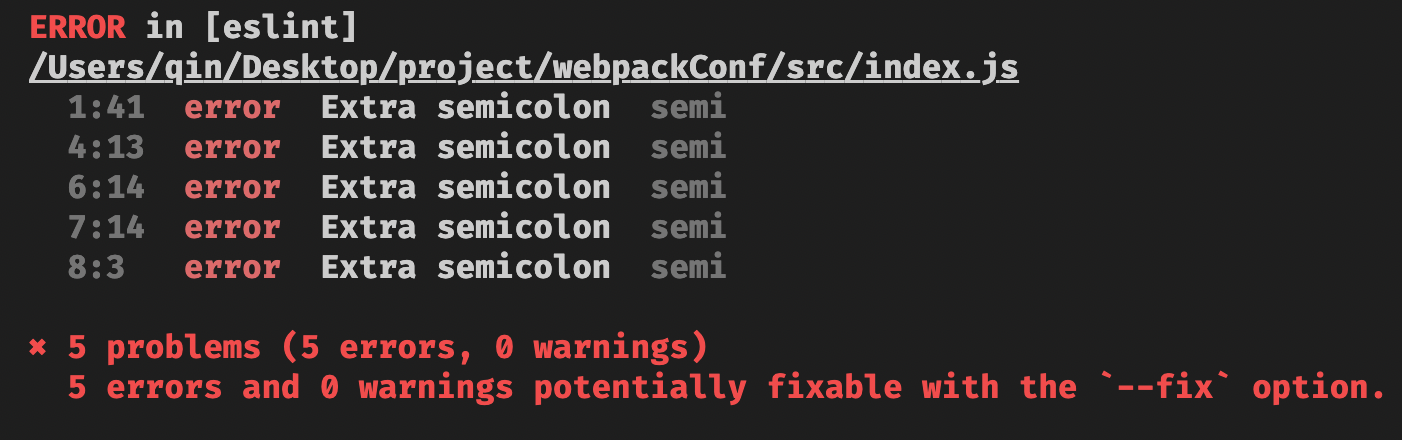 ERROR in [eslint]
/Users/qin/Desktop/project/webpackConf/src/index.js
1:41 error Extra semicolon semi
4:13 error Extra semicolon semi
6:14 error Extra semicolon semi
7:14 error Extra semicolon semi
8:3 error Extra semicolon semi
✖ 5 problems (5 errors, 0 warnings)
5 errors and 0 warnings potentially fixable with the `--fix` option.